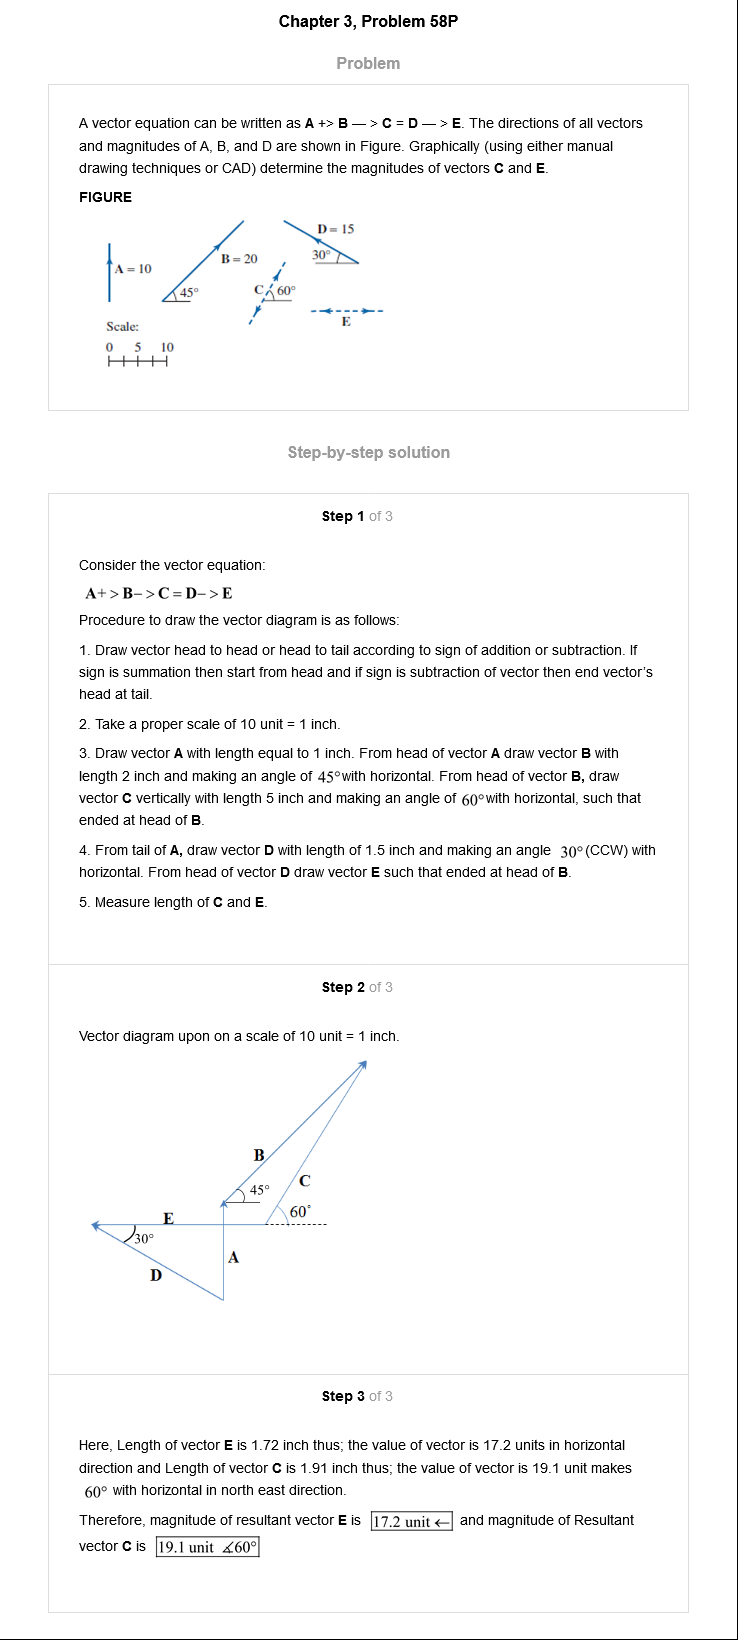 Chapter 3, Problem 58P
Problem
A vector equation can be written as A +> B — > C = D — > E. The directions of all vectors
and magnitudes of A, B, and D are shown in Figure. Graphically (using either manual
drawing techniques or CAD) determine the magnitudes of vectors C and E.
FIGURE
D = 15
B = 20
30°
A = 10
45°
C
60°
E
Scale:
0 5 10
Step-by-step solution
Step 1 of 3
Consider the vector equation:
A+>B–>C=D–>E
Procedure to draw the vector diagram is as follows:
1. Draw vector head to head or head to tail according to sign of addition or subtraction. If
sign is summation then start from head and if sign is subtraction of vector then end vector's
head at tail.
2. Take a proper scale of 10 unit = 1 inch.
3. Draw vector A with length equal to 1 inch. From head of vector A draw vector B with
length 2 inch and making an angle of 45° with horizontal. From head of vector B, draw
vector C vertically with length 5 inch and making an angle of 60° with horizontal, such that
ended at head of B.
4. From tail of A, draw vector D with length of 1.5 inch and making an angle 30° (CCW) with
horizontal. From head of vector D draw vector E such that ended at head of B.
5. Measure length of C and E.
Step 2 of 3
Vector diagram upon on a scale of 10 unit = 1 inch.
B
45°
C
60°
E
30°
A
D
Step 3 of 3
Here, Length of vector E is 1.72 inch thus; the value of vector is 17.2 units in horizontal
direction and Length of vector C is 1.91 inch thus; the value of vector is 19.1 unit makes
60° with horizontal in north east direction.
Therefore, magnitude of resultant vector E is 17.2 unit ← and magnitude of Resultant
vector C is 19.1 unit ∡60°